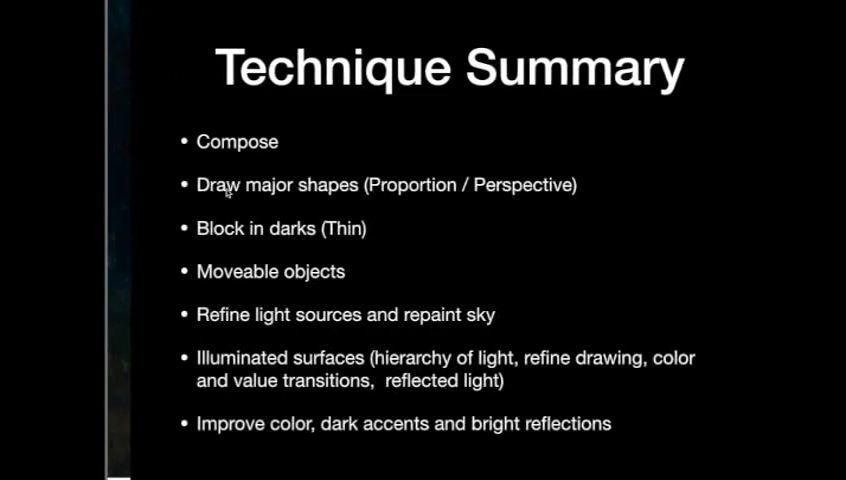 Technique Summary
• Compose
• Draw major shapes (Proportion / Perspective)
• Block in darks (Thin)
• Moveable objects
• Refine light sources and repaint sky
• Illuminated surfaces (hierarchy of light, refine drawing, color
and value transitions,  reflected light)
• Improve color, dark accents and bright reflections